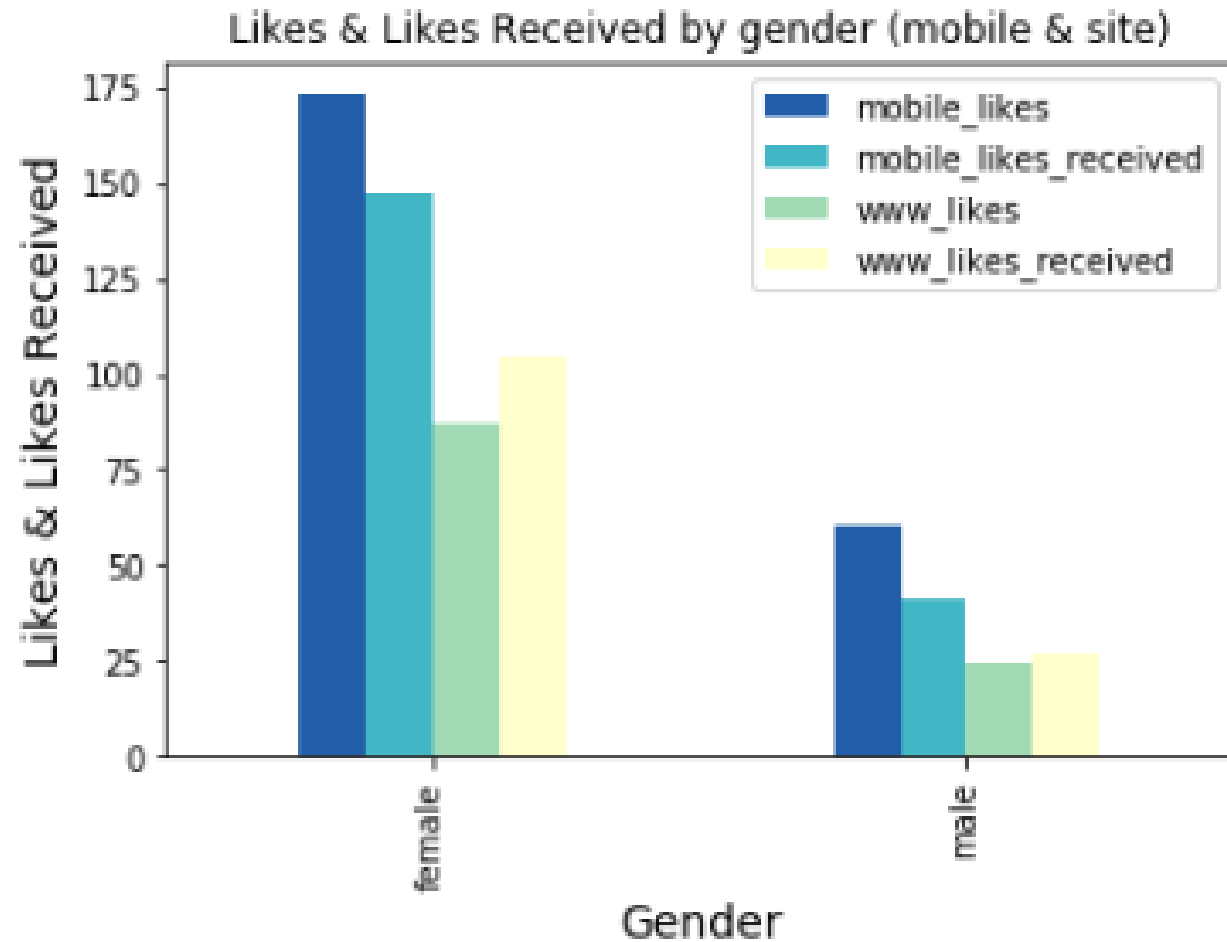 Likes & Likes Received by gender (mobile & site)
Likes & Likes Received
175
150
125
100
75
50
25
0
mobile_likes
mobile_likes_received
www_likes
www_likes_received
female
male
Gender